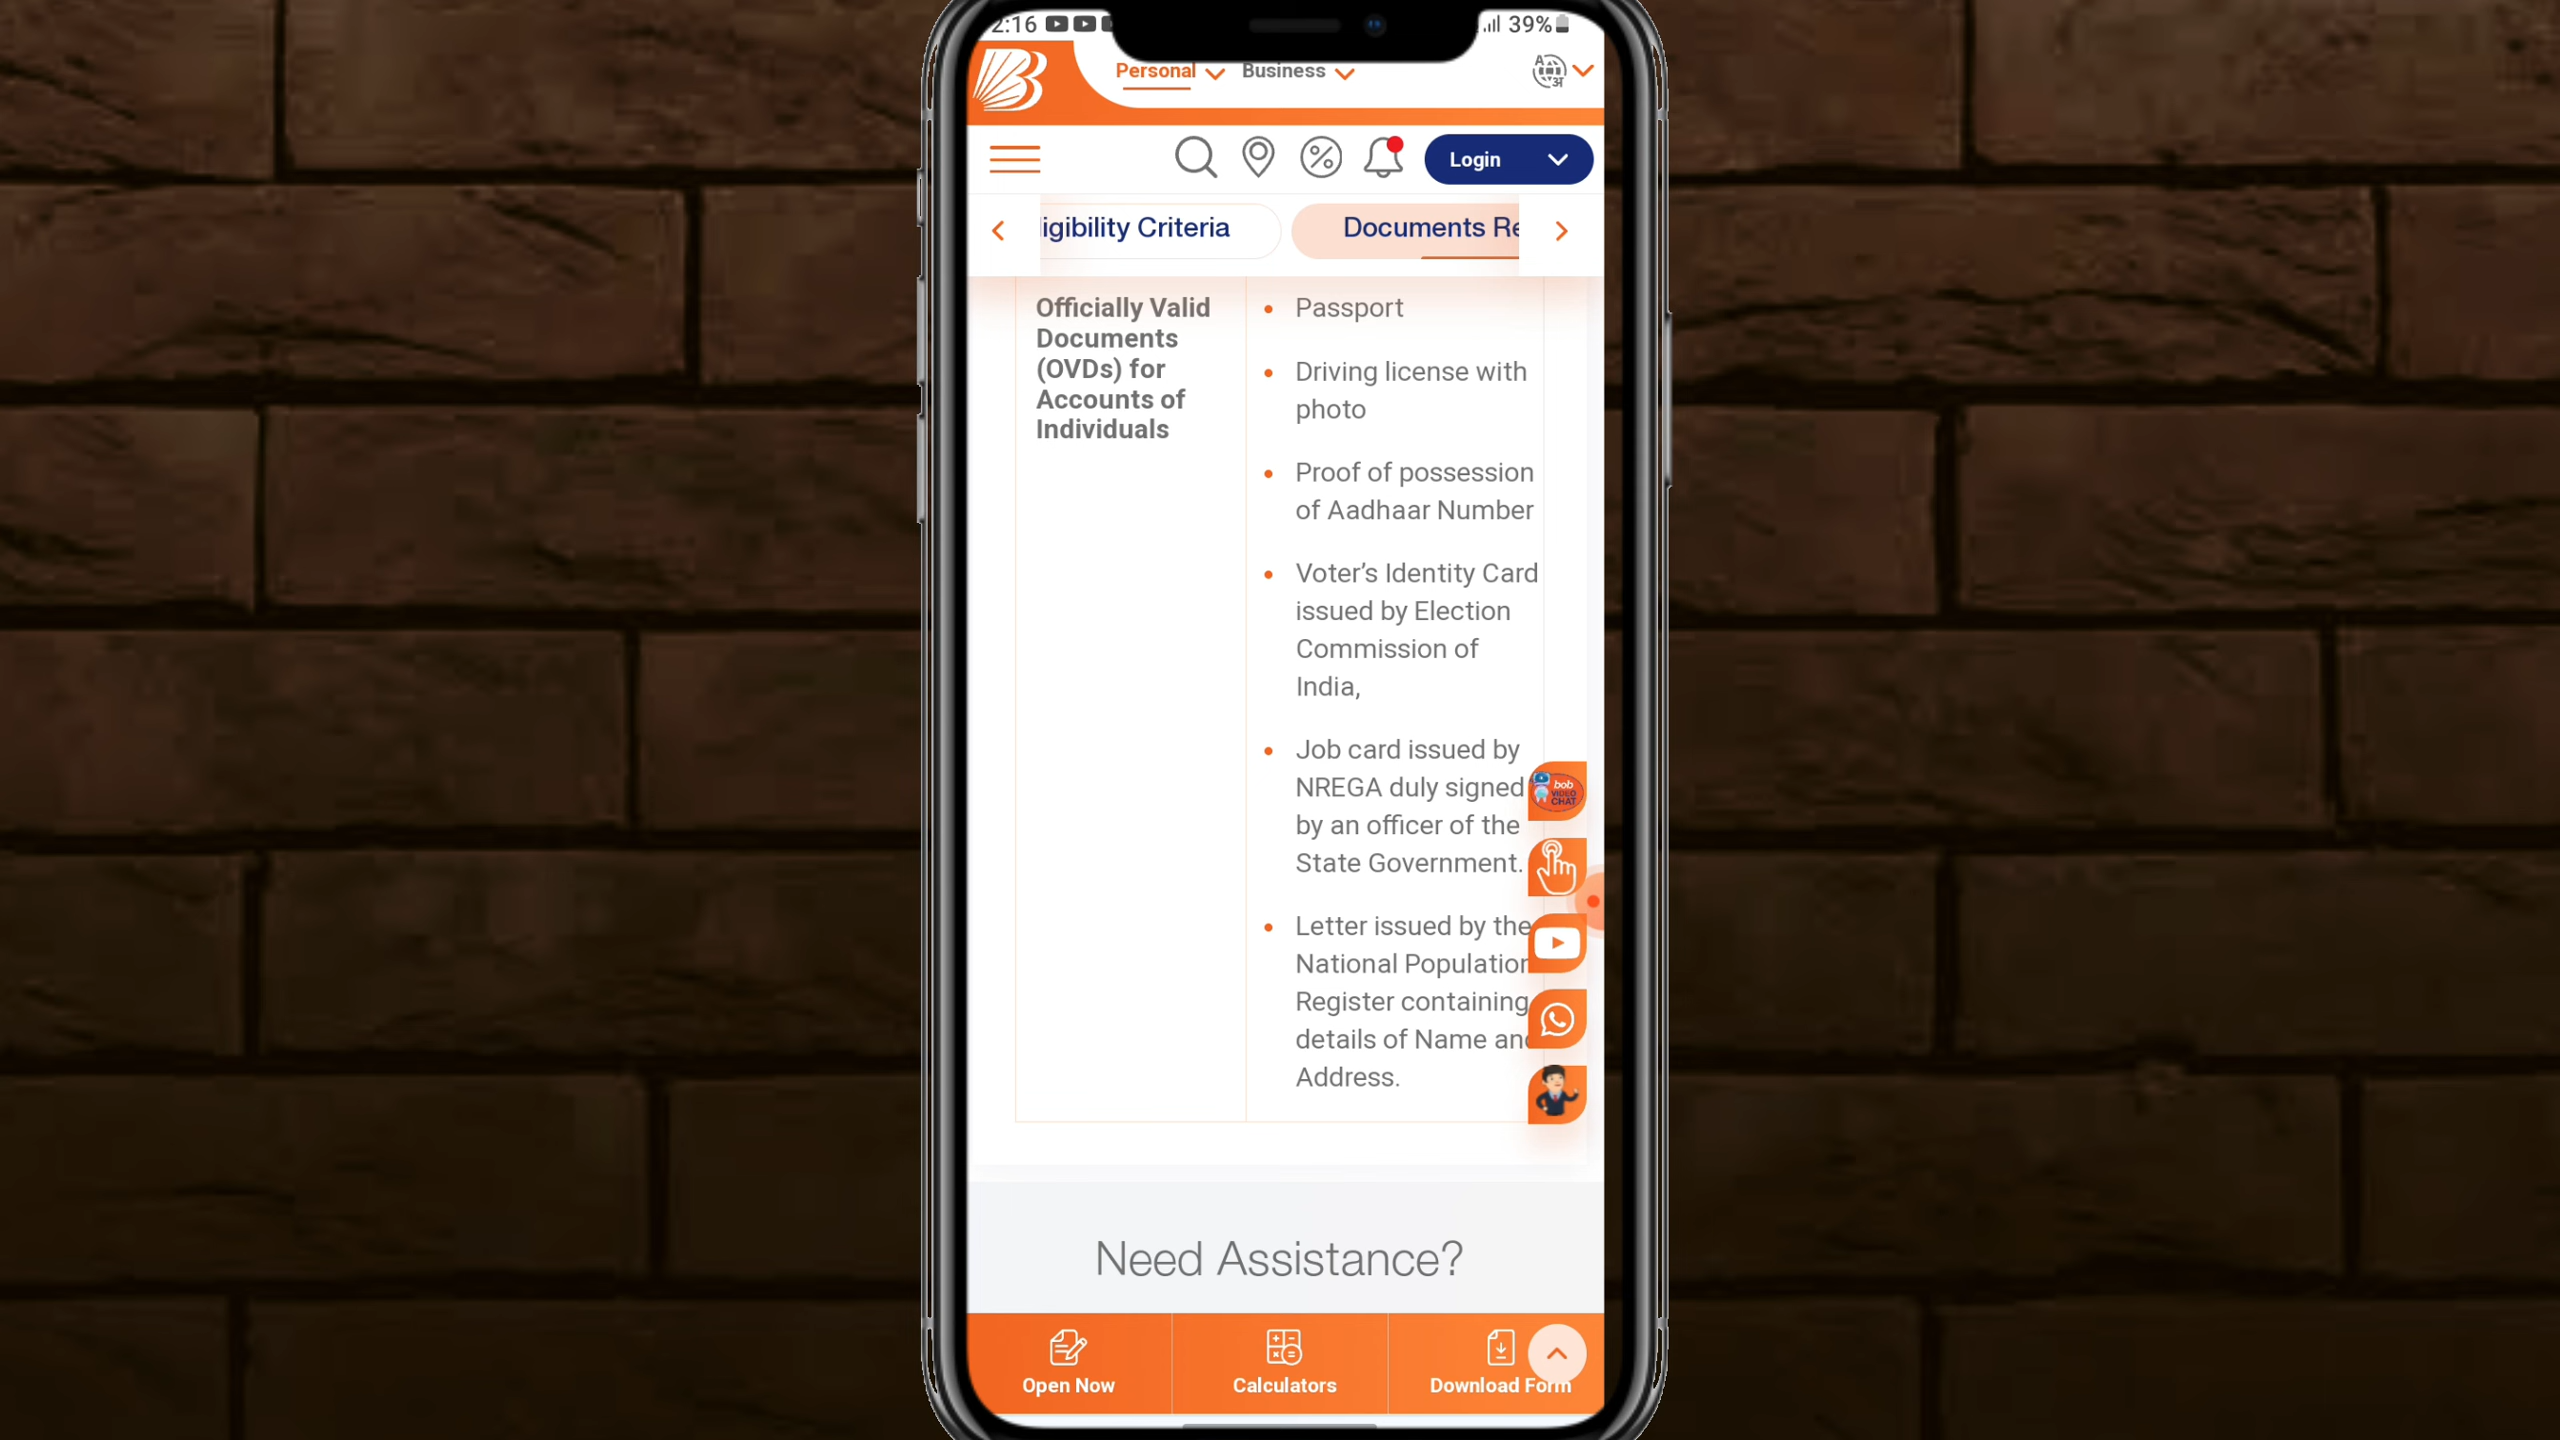 2:16
39%
Personal
Business
Login
igibility Criteria
Documents Re
Officially Valid
Documents
(OVDs) for
Accounts of
Individuals
Passport
Driving license with
photo
Proof of possession
of Aadhaar Number
Voter’s Identity Card
issued by Election
Commission of
India,
Job card issued by
NREGA duly signed
by an officer of the
State Government.
Letter issued by the
National Population
Register containing
details of Name and
Address.
bob
VIDEO
CHAT
Need Assistance?
Open Now
Calculators
Download Form